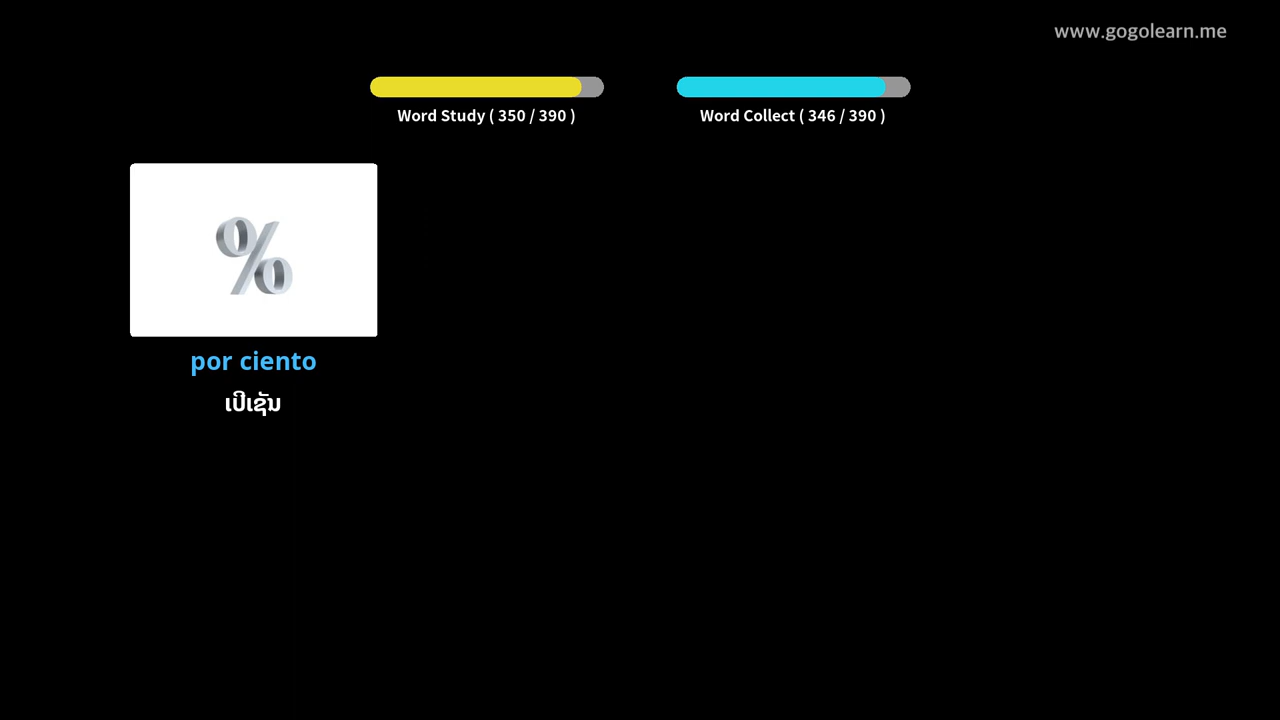 www.gogolearn.me
Word Study ( 350 / 390 )
Word Collect ( 346 / 390 )
%
por ciento
ເປີເຊັນ